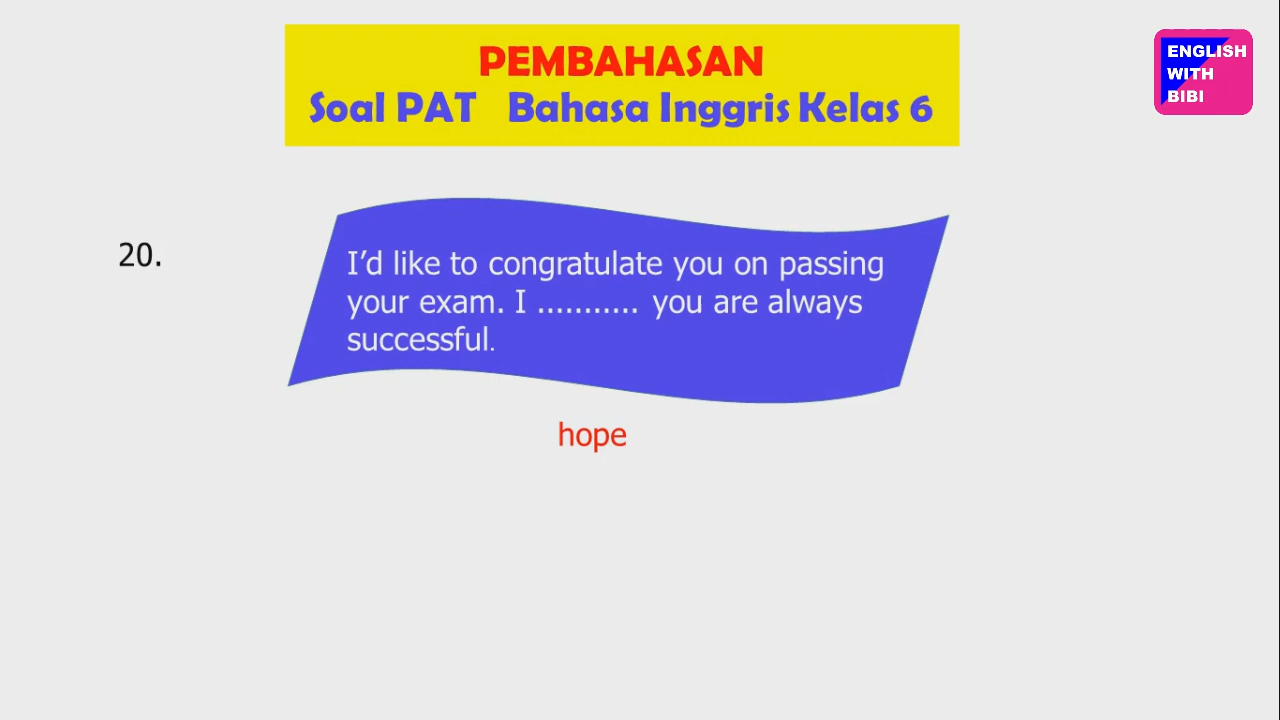 PEMBAHASAN
Soal PAT Bahasa Inggris Kelas 6
ENGLISH
WITH
BIBI
20.
I’d like to congratulate you on passing
your exam. I ........... you are always
successful.
hope